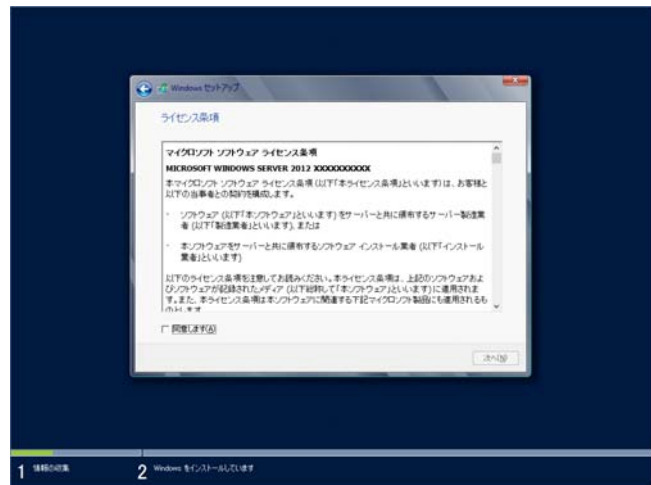 Windows セットアップ
ライセンス条項
マイクロソフト ソフトウェア ライセンス条項
MICROSOFT WINDOWS SERVER 2012 XXXXXXXXXX
本マイクロソフト ソフトウェア ライセンス条項 (以下「本ライセンス条項」といいます) は、お客様と
以下の当事者との契約を構成します。
· ソフトウェア (以下「本ソフトウェア」といいます) をサーバーと共に頒布するサーバー製造業
者 (以下「製造業者」といいます)、または
· 本ソフトウェアをサーバーと共に頒布するソフトウェア インストール業者 (以下「インストール
業者」といいます)
以下のライセンス条項を注意してお読みください。本ライセンス条項は、上記のソフトウェアおよ
びソフトウェアが記録されたメディア (以下総称して「本ソフトウェア」といいます) に適用されま
す。また、本ライセンス条項は本ソフトウェアに関連する下記マイクロソフト製品にも適用されるも
のとします
同意します(A)
次へ(N)
1 情報の収集
2 Windows をインストールしています